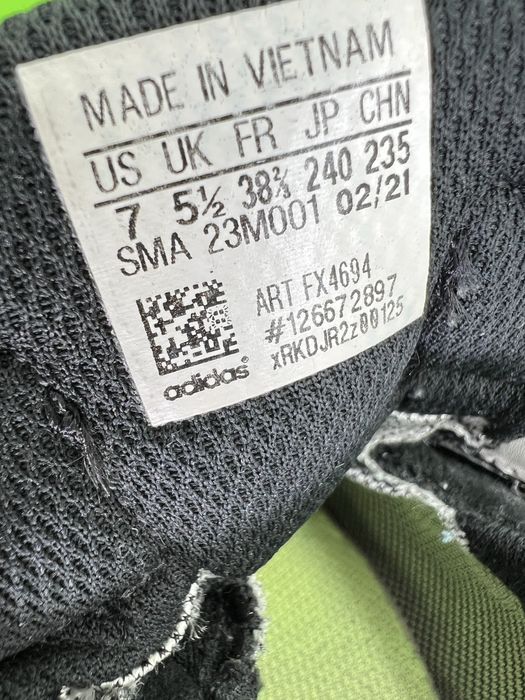 MADE IN VIETNAM
US UK FR JP CHN
7 5½ 38⅔ 240 235
SMA 23M001 02/21
ART FX4694
#126672897
xRKDJR2z00125
adidas®